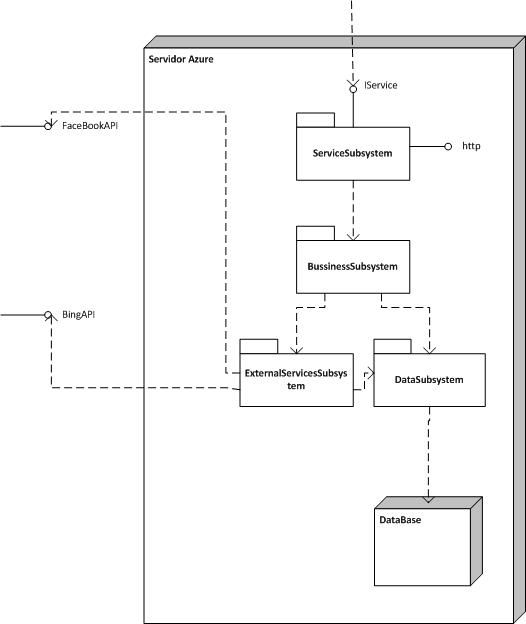 Servidor Azure
IService
FaceBookAPI
ServiceSubsystem
http
BussinessSubsystem
BingAPI
ExternalServicesSubsys
tem
DataSubsystem
DataBase